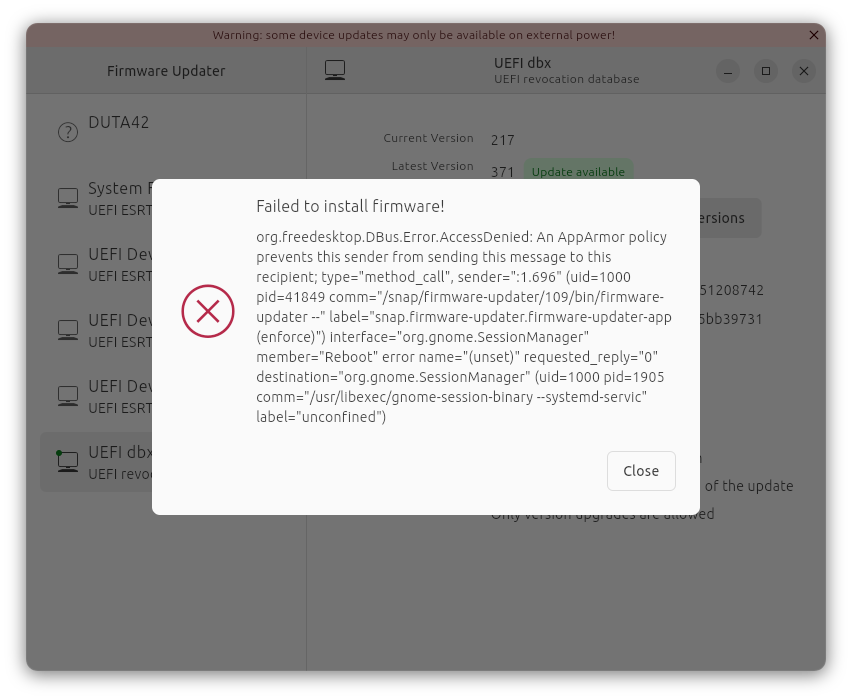 Warning: some device updates may only be available on external power!
Firmware Updater
UEFI dbx
UEFI revocation database
?
DUTA42
System
UEFI ESRT
UEFI
UEFI ESRT
UEFI
UEFI ESRT
UEFI
UEFI ESRT
UEFI dbx
UEFI
Current Version 217
Latest Version 371 Update available
51208742
of the update
Only version upgrades are allowed
Failed to install firmware!
org.freedesktop.DBus.Error.AccessDenied: An AppArmor policy
prevents this sender from sending this message to this
recipient; type="method_call", sender=":1.696" (uid=1000
pid=41849 comm="/snap/firmware-updater/109/bin/firmware-
updater --" label="snap.firmware-updater.firmware-updater-app
(enforce)") interface="org.gnome.SessionManager"
member="Reboot" error name="(unset)" requested_reply="0"
destination="org.gnome.SessionManager" (uid=1000 pid=1905
comm="/usr/libexec/gnome-session-binary --systemd-servic"
label="unconfined")
Close